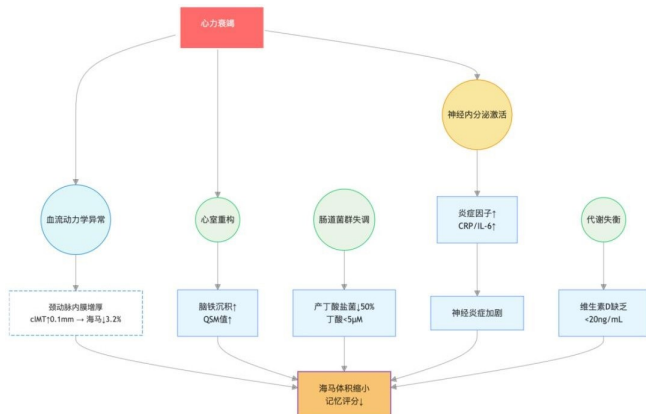 心力衰竭
神经内分泌激活
血流动力学异常
心室重构
肠道菌群失调
炎症因子↑
CRP/IL-6↑
代谢失衡
颈动脉内膜增厚
cIMT↑0.1mm → 海马↓3.2%
脑铁沉积↑
QSM值↑
产丁酸盐菌↓50%
丁酸<5μM
神经炎症加剧
维生素D缺乏
<20ng/mL
海马体积缩小
记忆评分↓